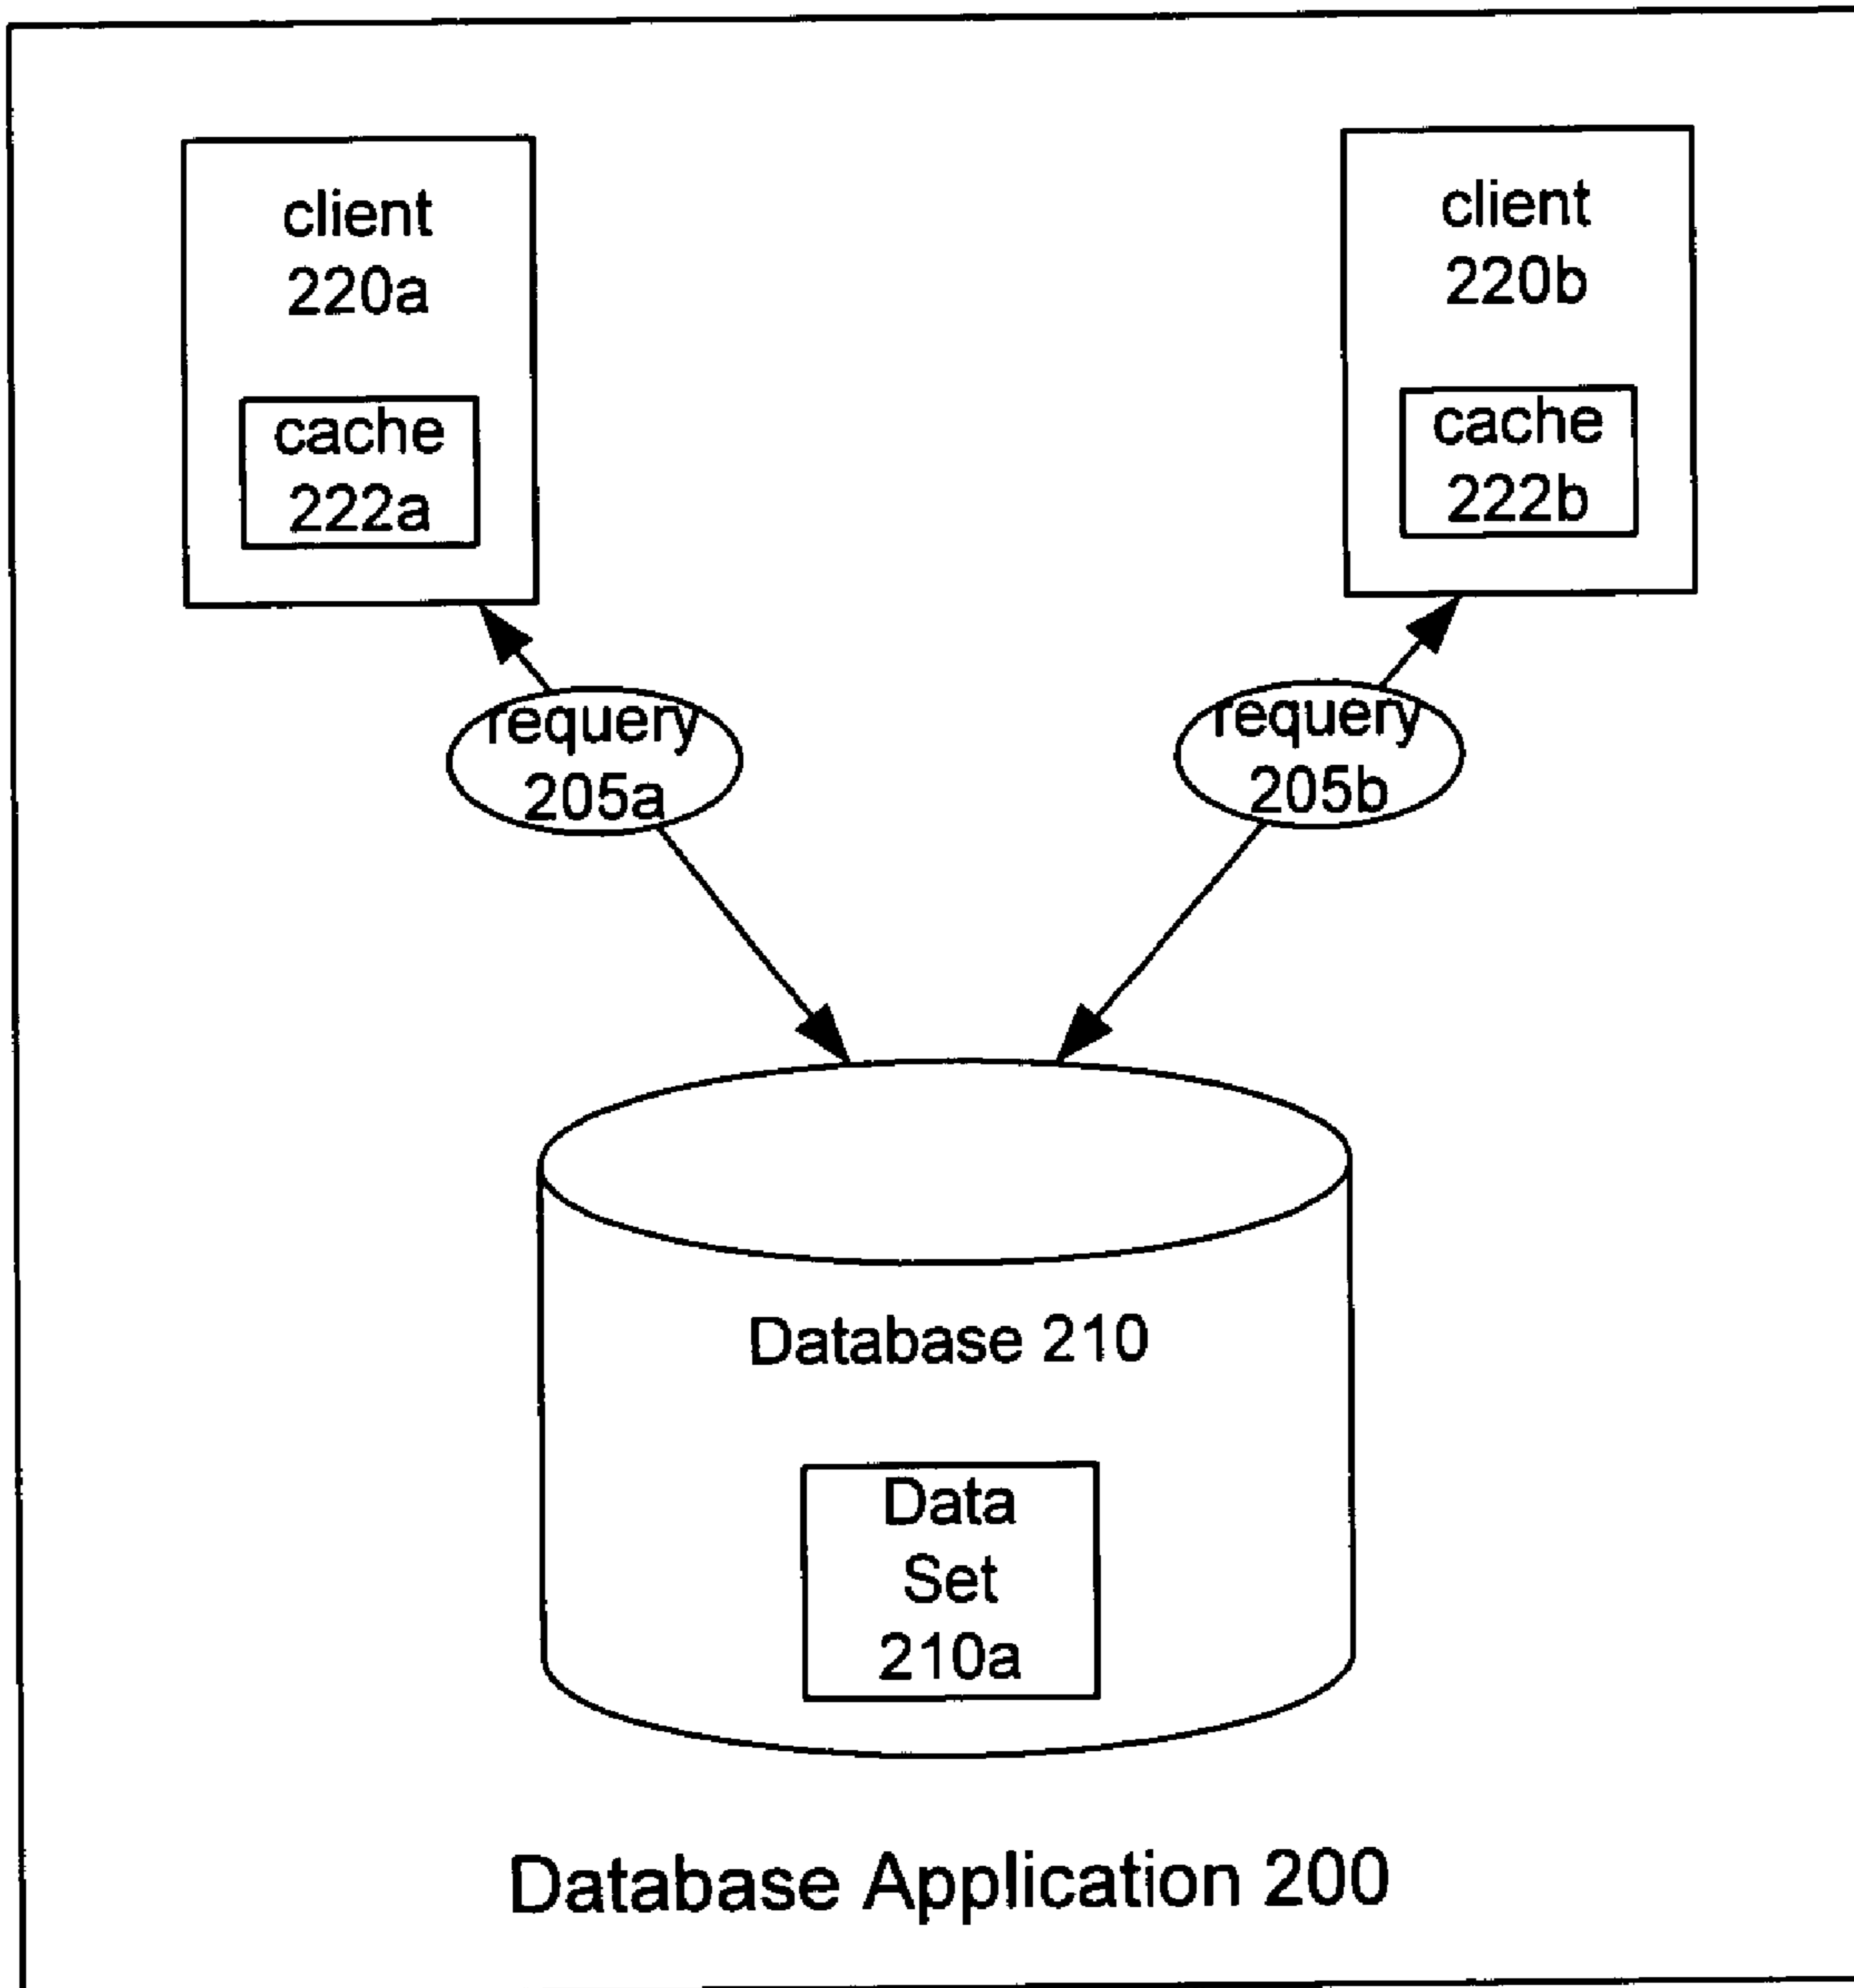 client
220a
cache
222a
client
220b
cache
222b
requery
205a
requery
205b
Database 210
Data
Set
210a
Database Application 200